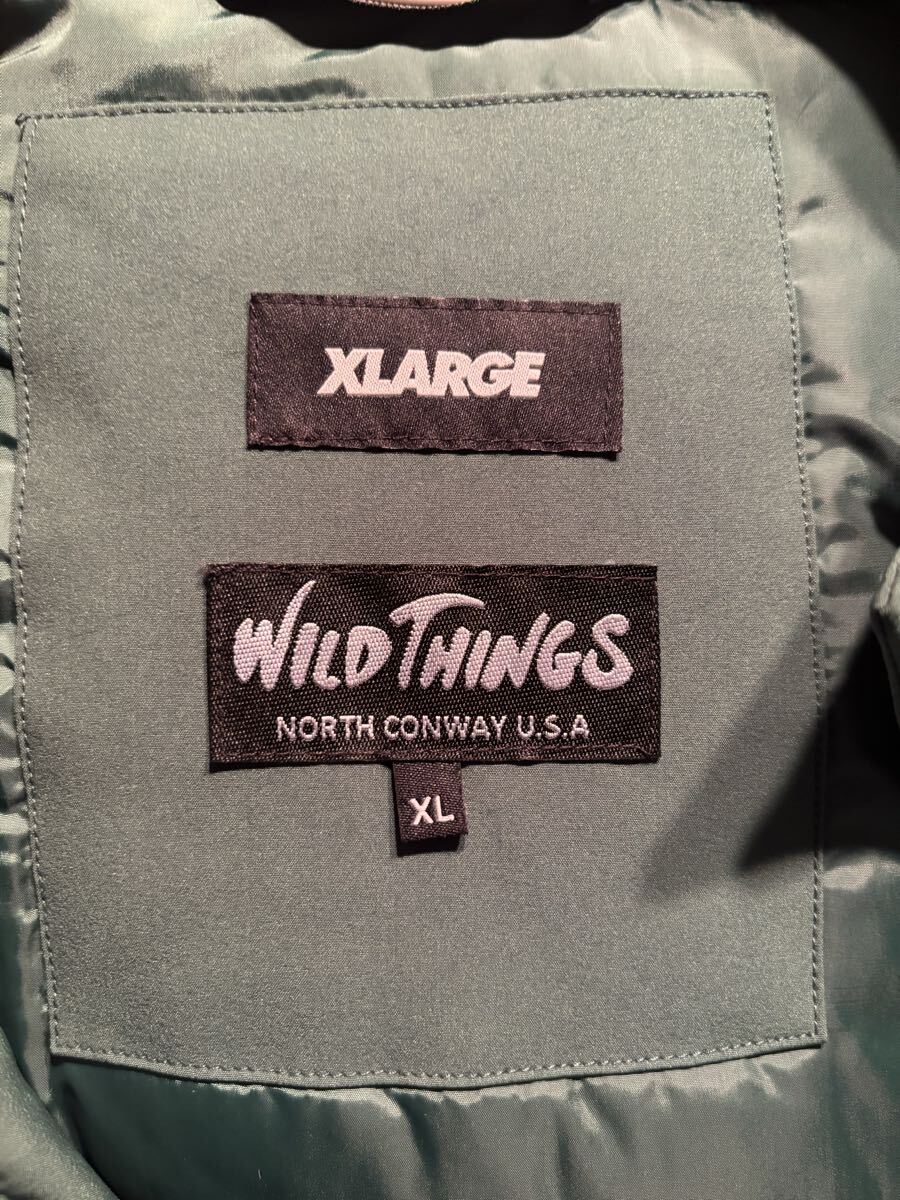 XLARGE
WILD THINGS
NORTH CONWAY U.S.A
XL